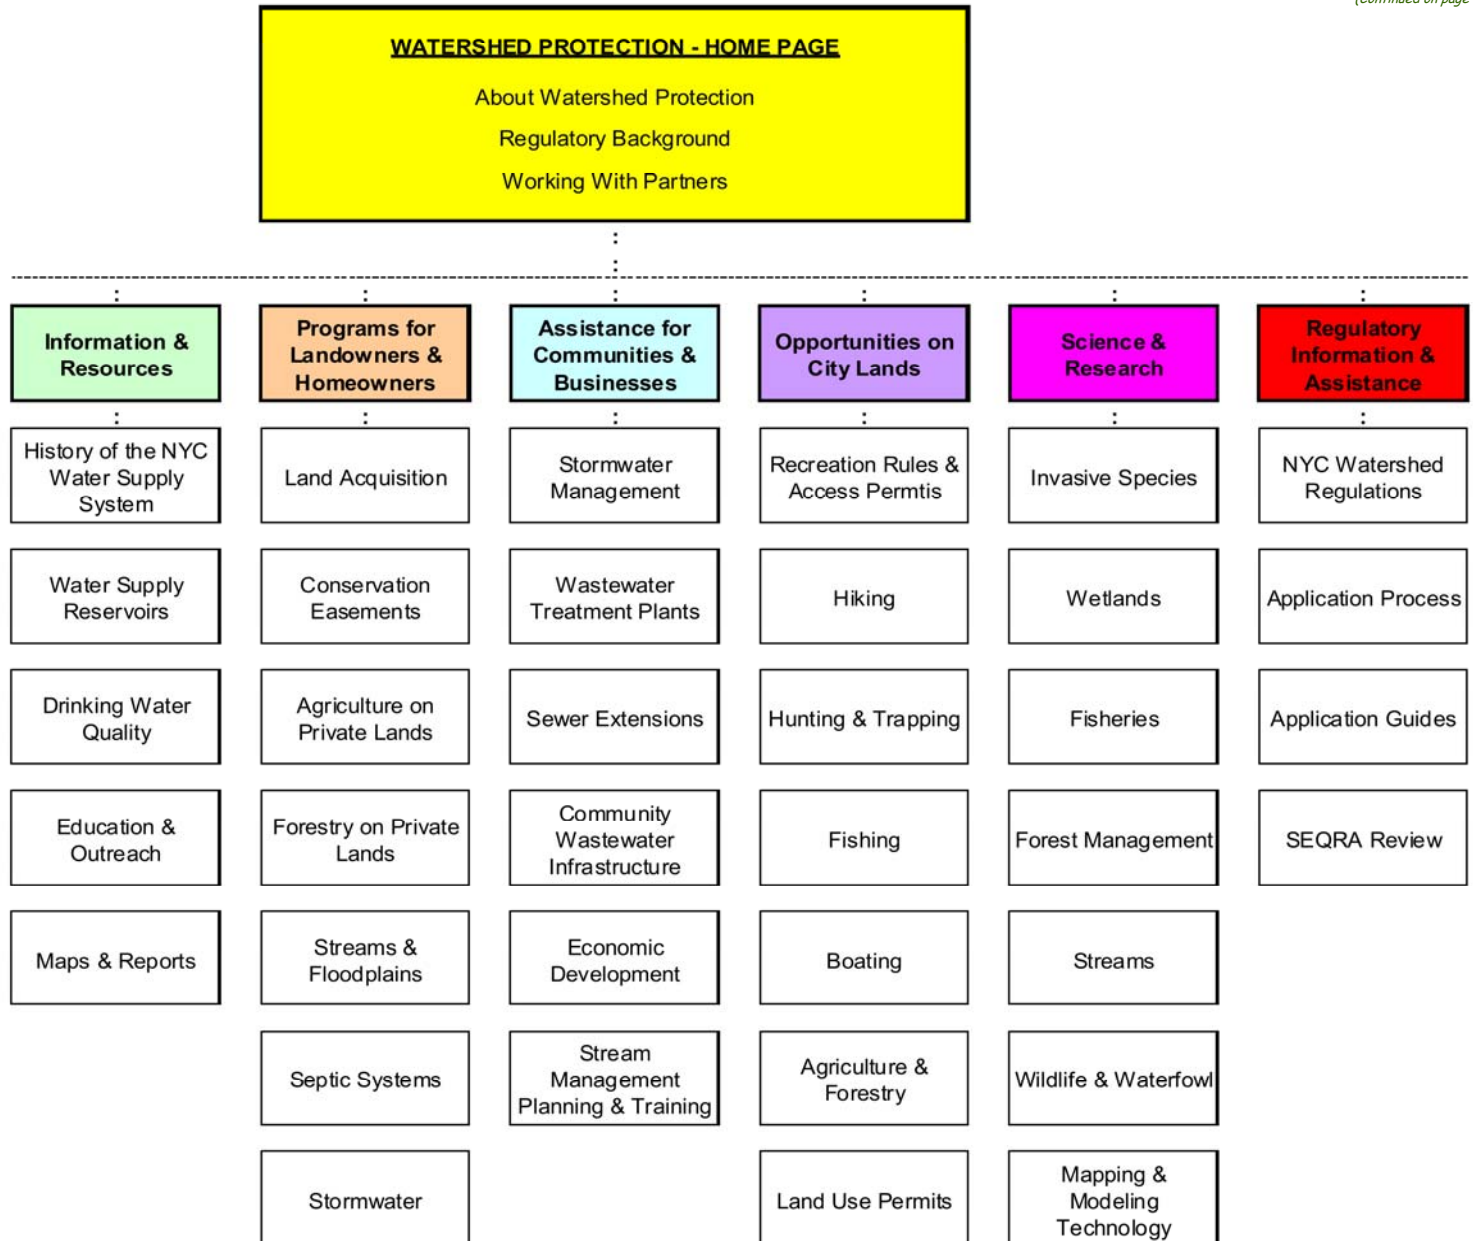 (Continued on page
WATERSHED PROTECTION - HOME PAGE
About Watershed Protection
Regulatory Background
Working With Partners
Information &
Resources
Programs for
Landowners &
Homeowners
Assistance for
Communities &
Businesses
Opportunities on
City Lands
Science &
Research
Regulatory
Information &
Assistance
History of the NYC
Water Supply
System
Land Acquisition
Stormwater
Management
Recreation Rules &
Access Permtis
Invasive Species
NYC Watershed
Regulations
Water Supply
Reservoirs
Conservation
Easements
Wastewater
Treatment Plants
Hiking
Wetlands
Application Process
Drinking Water
Quality
Agriculture on
Private Lands
Sewer Extensions
Hunting & Trapping
Fisheries
Application Guides
Education &
Outreach
Forestry on Private
Lands
Community
Wastewater
Infrastructure
Fishing
Forest Management
SEQRA Review
Maps & Reports
Streams &
Floodplains
Economic
Development
Boating
Streams
Septic Systems
Stream
Management
Planning & Training
Agriculture &
Forestry
Wildlife & Waterfowl
Stormwater
Land Use Permits
Mapping &
Modeling
Technology